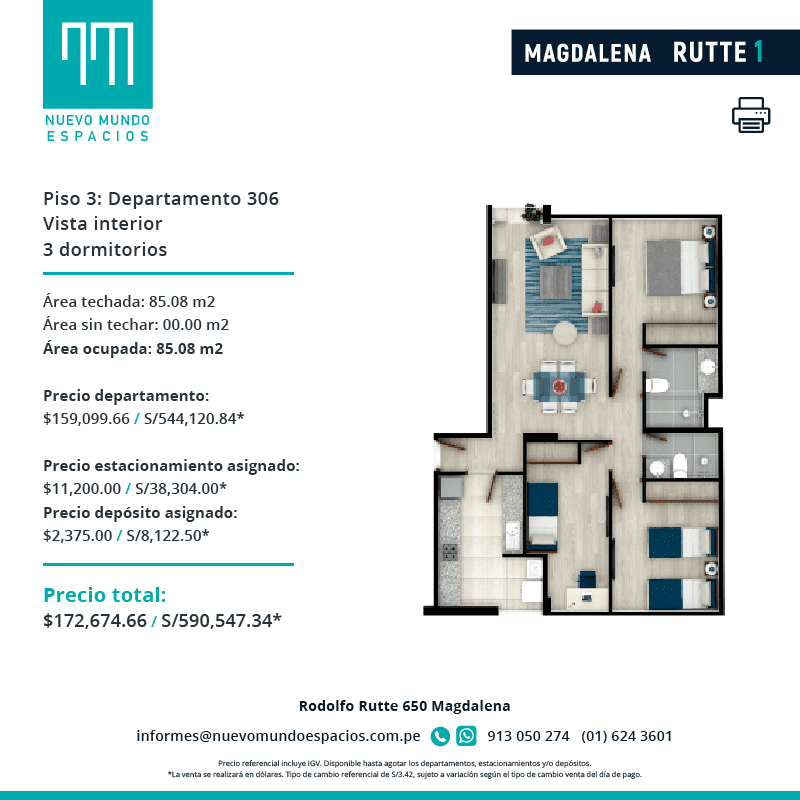 NUEVO MUNDO
ESPACIOS
MAGDALENA RUTTE 1
Piso 3: Departamento 306
Vista interior
3 dormitorios
Área techada: 85.08 m2
Área sin techar: 00.00 m2
Área ocupada: 85.08 m2
Precio departamento:
$159,099.66 / S/544,120.84*
Precio estacionamiento asignado:
$11,200.00 / S/38,304.00*
Precio depósito asignado:
$2,375.00 / S/8,122.50*
Precio total:
$172,674.66 / S/590,547.34*
Rodolfo Rutte 650 Magdalena
informes@nuevomundoespacios.com.pe 913 050 274 (01) 624 3601
Precio referencial incluye IGV. Disponible hasta agotar los departamentos, estacionamientos y/o depósitos.
*La venta se realizará en dólares. Tipo de cambio referencial de S/3.42, sujeto a variación según el tipo de cambio venta del día de pago.